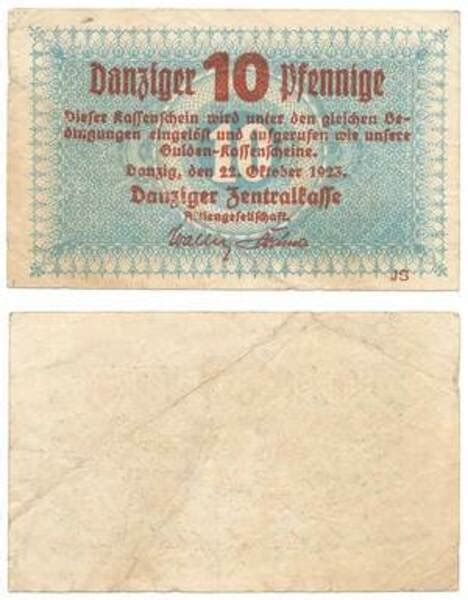 Danziger 10 Pfennige
Dieser Kassenschein wird unter den gleichen Be-
dingungen eingelöst und aufgerufen wie unsere
Gulden-Kassenscheine.
10
Danzig, den 22. Oktober 1923.
Danziger Zentralkasse
Aktiengesellschaft.
JS